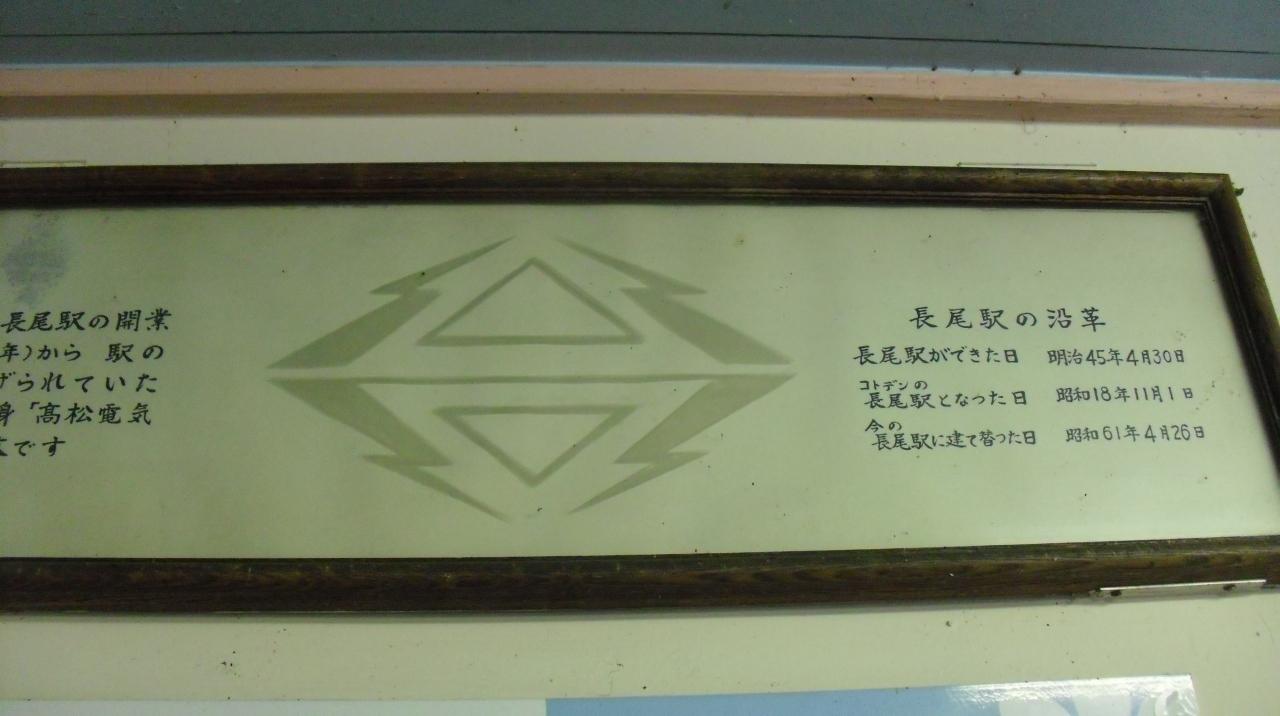 長尾駅の開業
年)から 駅の
げられていた
身「高松電気
です
長尾駅の沿革
長尾駅ができた日 明治45年4月30日
コトデンの
長尾駅となった日 昭和18年11月1日
今の
長尾駅に建て替った日 昭和61年4月26日